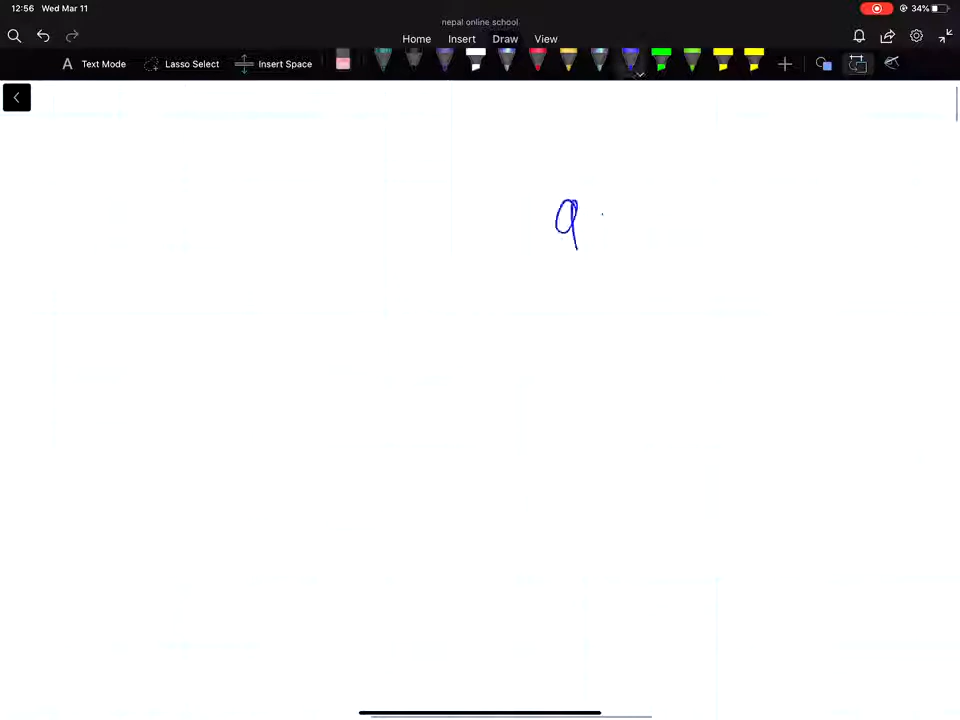 12:56 Wed Mar 11
34%
nepal online school
Home Insert Draw View
Text Mode Lasso Select Insert Space
9